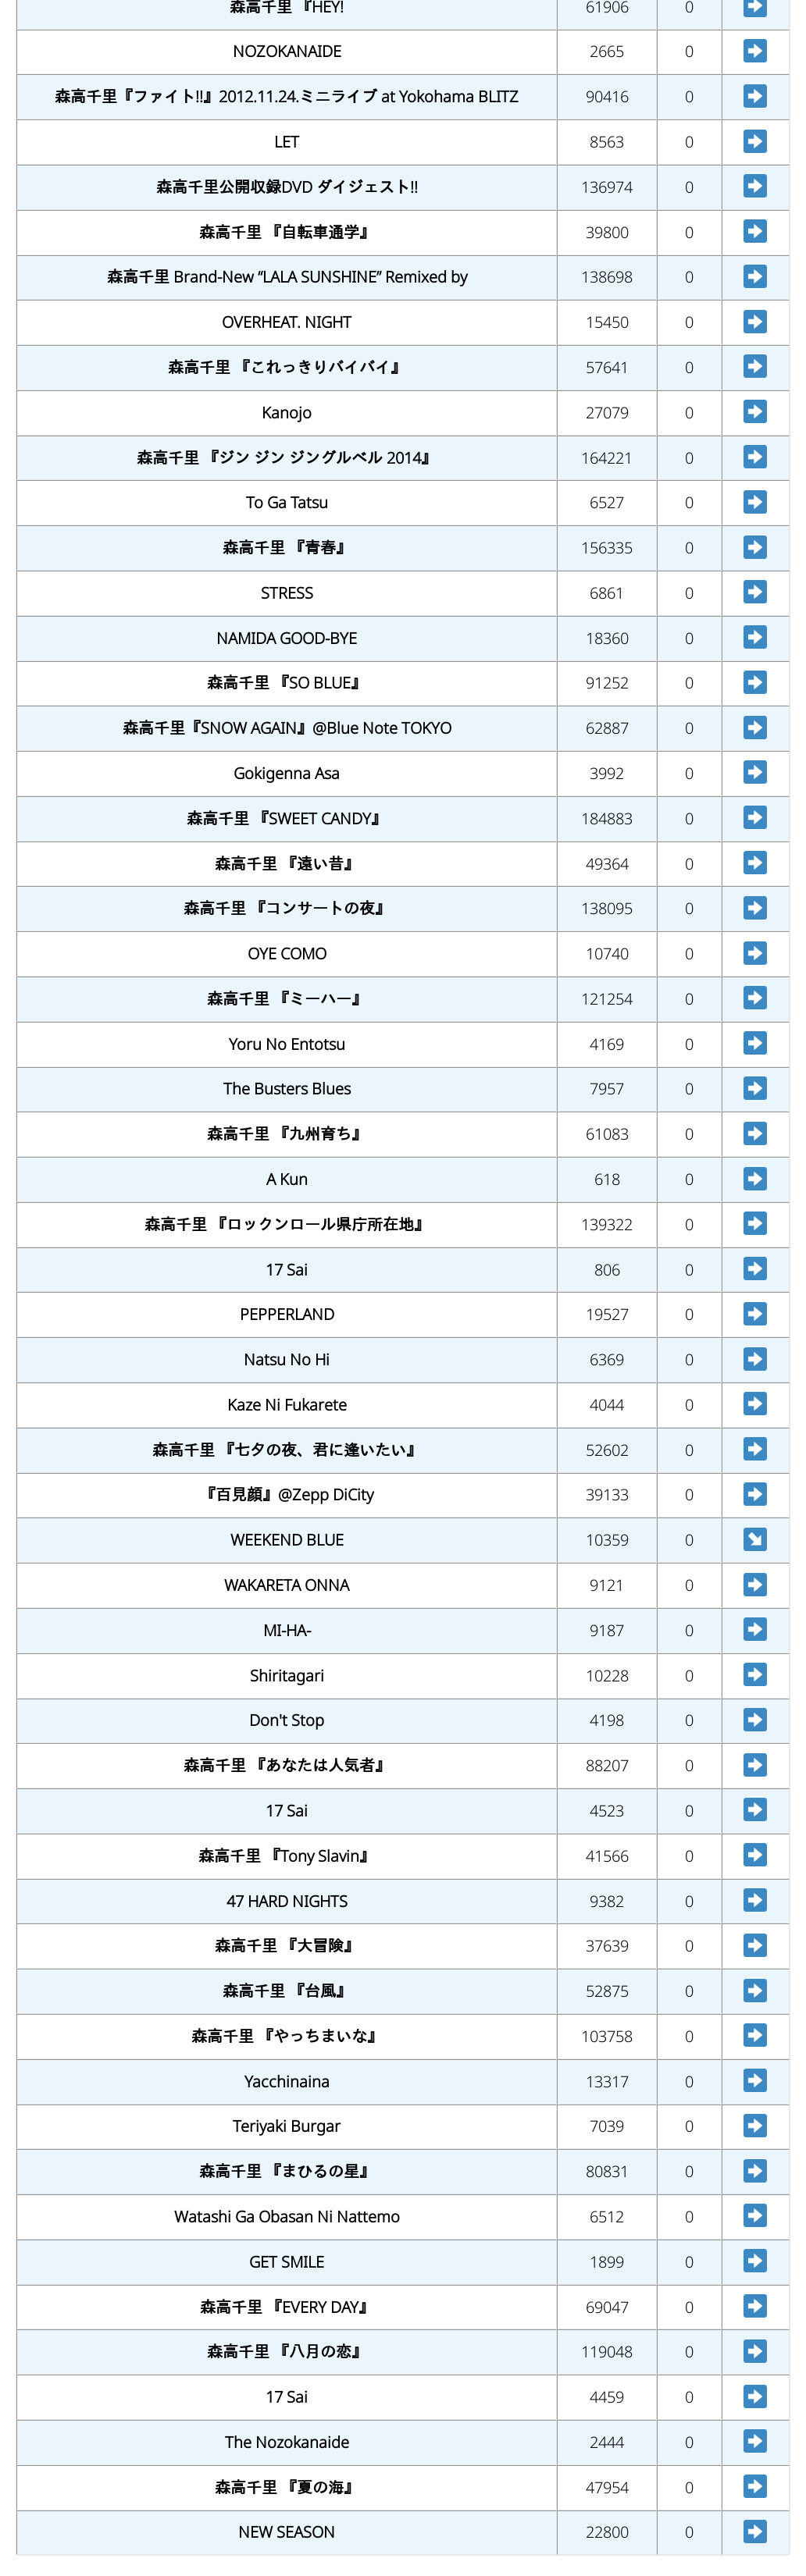 森高千里 『HEY! 61906 0
NOZOKANAIDE 2665 0
森高千里『ファイト!!』2012.11.24.ミニライブ at Yokohama BLITZ 90416 0
LET 8563 0
森高千里公開収録DVD ダイジェスト!! 136974 0
森高千里 『自転車通学』 39800 0
森高千里 Brand-New “LALA SUNSHINE” Remixed by 138698 0
OVERHEAT. NIGHT 15450 0
森高千里 『これっきりバイバイ』 57641 0
Kanojo 27079 0
森高千里 『ジン ジン ジングルベル 2014』 164221 0
To Ga Tatsu 6527 0
森高千里 『青春』 156335 0
STRESS 6861 0
NAMIDA GOOD-BYE 18360 0
森高千里 『SO BLUE』 91252 0
森高千里『SNOW AGAIN』@Blue Note TOKYO 62887 0
Gokigenna Asa 3992 0
森高千里 『SWEET CANDY』 184883 0
森高千里 『遠い昔』 49364 0
森高千里 『コンサートの夜』 138095 0
OYE COMO 10740 0
森高千里 『ミーハー』 121254 0
Yoru No Entotsu 4169 0
The Busters Blues 7957 0
森高千里 『九州育ち』 61083 0
A Kun 618 0
森高千里 『ロックンロール県庁所在地』 139322 0
17 Sai 806 0
PEPPERLAND 19527 0
Natsu No Hi 6369 0
Kaze Ni Fukarete 4044 0
森高千里 『七夕の夜、君に逢いたい』 52602 0
『百見顔』@Zepp DiCity 39133 0
WEEKEND BLUE 10359 0
WAKARETA ONNA 9121 0
MI-HA- 9187 0
Shiritagari 10228 0
Don't Stop 4198 0
森高千里 『あなたは人気者』 88207 0
17 Sai 4523 0
森高千里 『Tony Slavin』 41566 0
47 HARD NIGHTS 9382 0
森高千里 『大冒険』 37639 0
森高千里 『台風』 52875 0
森高千里 『やっちまいな』 103758 0
Yacchinaina 13317 0
Teriyaki Burgar 7039 0
森高千里 『まひるの星』 80831 0
Watashi Ga Obasan Ni Nattemo 6512 0
GET SMILE 1899 0
森高千里 『EVERY DAY』 69047 0
森高千里 『八月の恋』 119048 0
17 Sai 4459 0
The Nozokanaide 2444 0
森高千里 『夏の海』 47954 0
NEW SEASON 22800 0